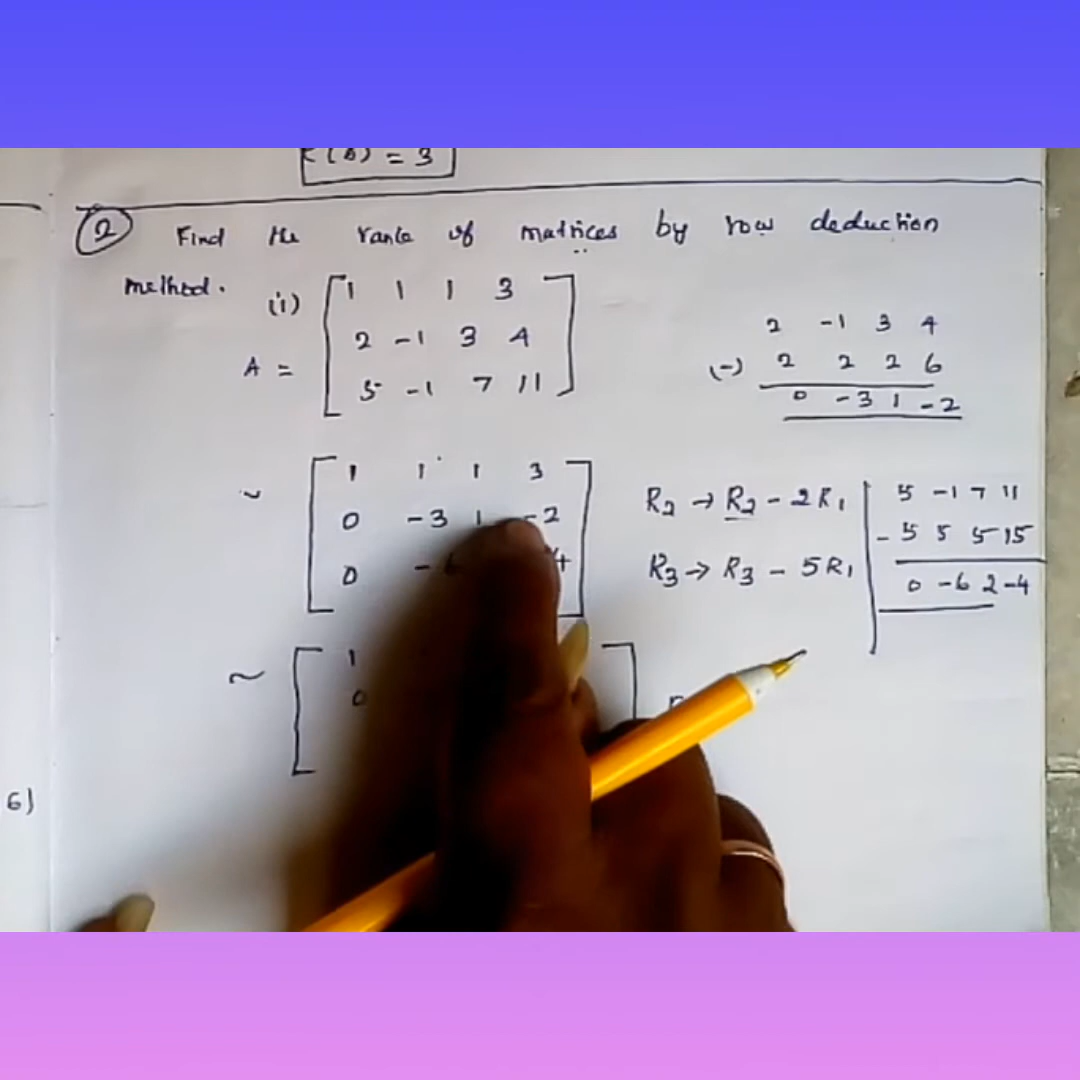 (A) = 3
2 Find the rank of matrices by row deduction
method.
(i)
A =
1 1 1 3
2 -1 3 4
5 -1 7 11
2 -1 3 4
(-) 2 2 2 6
0 -3 1 -2
~
1 1 1 3
0 -3 1 -2
0 -6
R2 → R2 - 2R1
R3 → R3 - 5R1
5 -1 7 11
- 5 5 5 15
0 -6 2 -4
~
1
0
6)